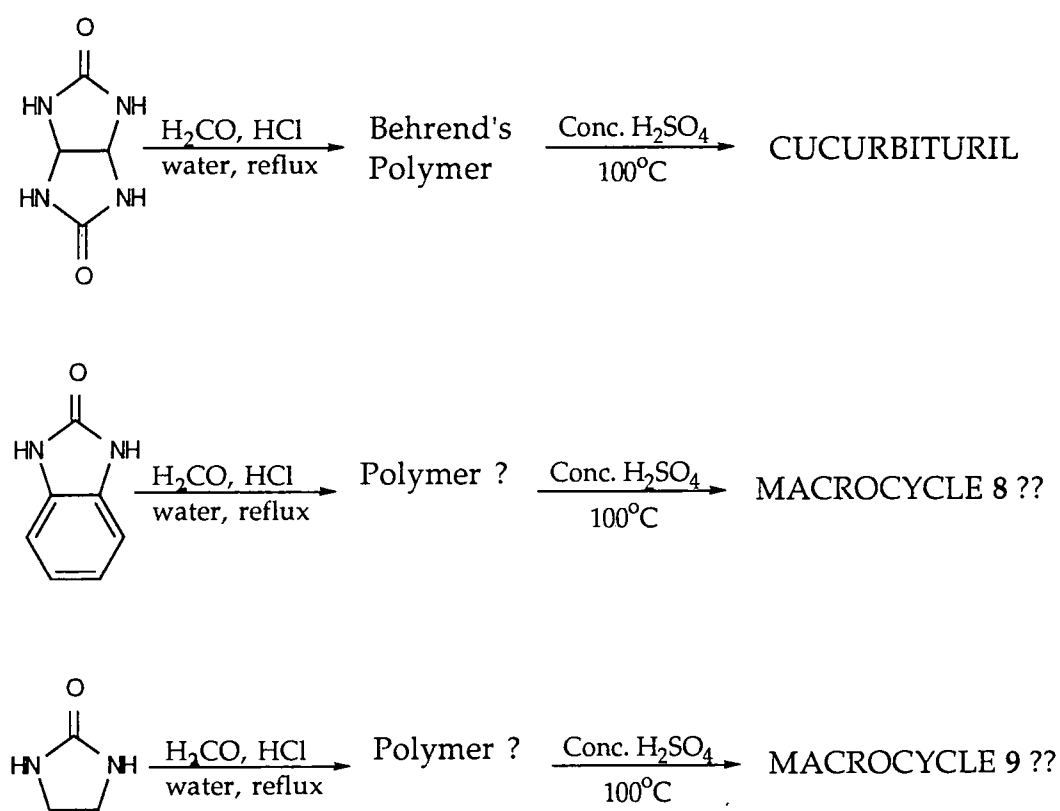 O
HN NH
HN NH
O
H₂CO, HCl
water, reflux
Behrend's
Polymer
Conc. H₂SO₄
100°C
CUCURBITURIL
O
HN NH
H₂CO, HCl
water, reflux
Polymer ?
Conc. H₂SO₄
100°C
MACROCYCLE 8 ??
O
HN NH
H₂CO, HCl
water, reflux
Polymer ?
Conc. H₂SO₄
100°C
MACROCYCLE 9 ??